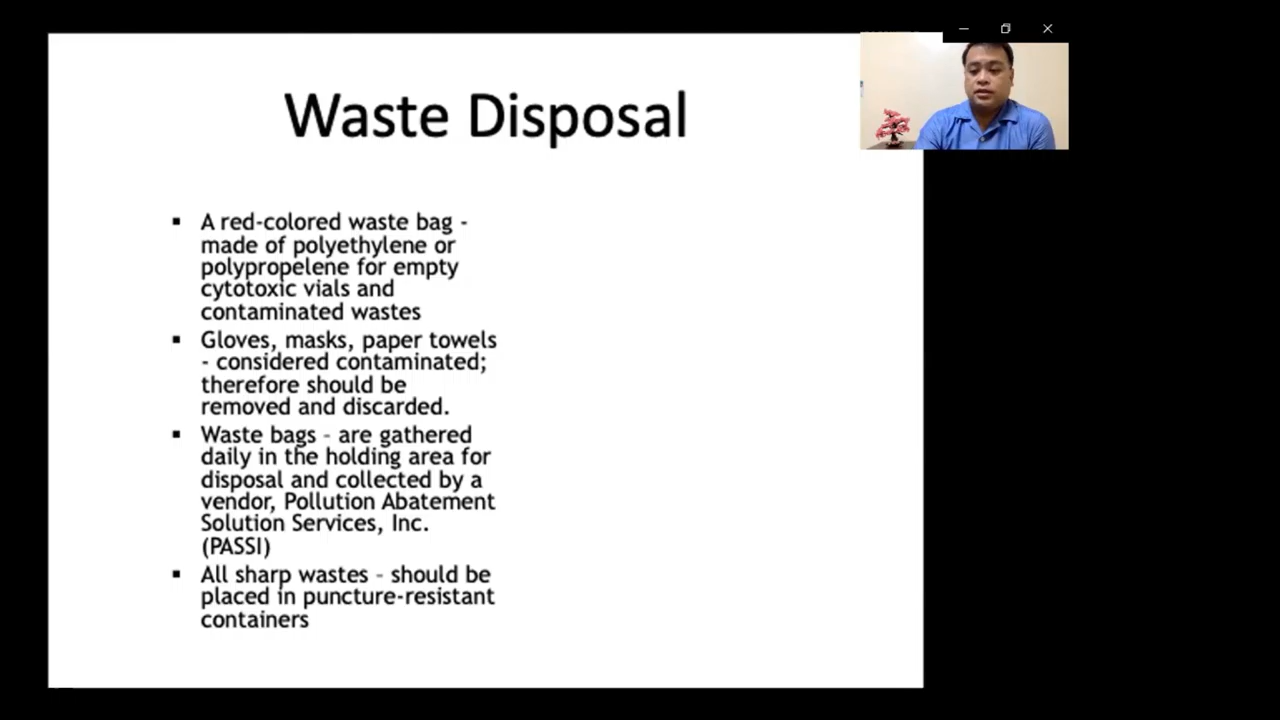 Waste Disposal
▪ A red-colored waste bag -
made of polyethylene or
polypropelene for empty
cytotoxic vials and
contaminated wastes
▪ Gloves, masks, paper towels
- considered contaminated;
therefore should be
removed and discarded.
▪ Waste bags – are gathered
daily in the holding area for
disposal and collected by a
vendor, Pollution Abatement
Solution Services, Inc.
(PASSI)
▪ All sharp wastes – should be
placed in puncture-resistant
containers